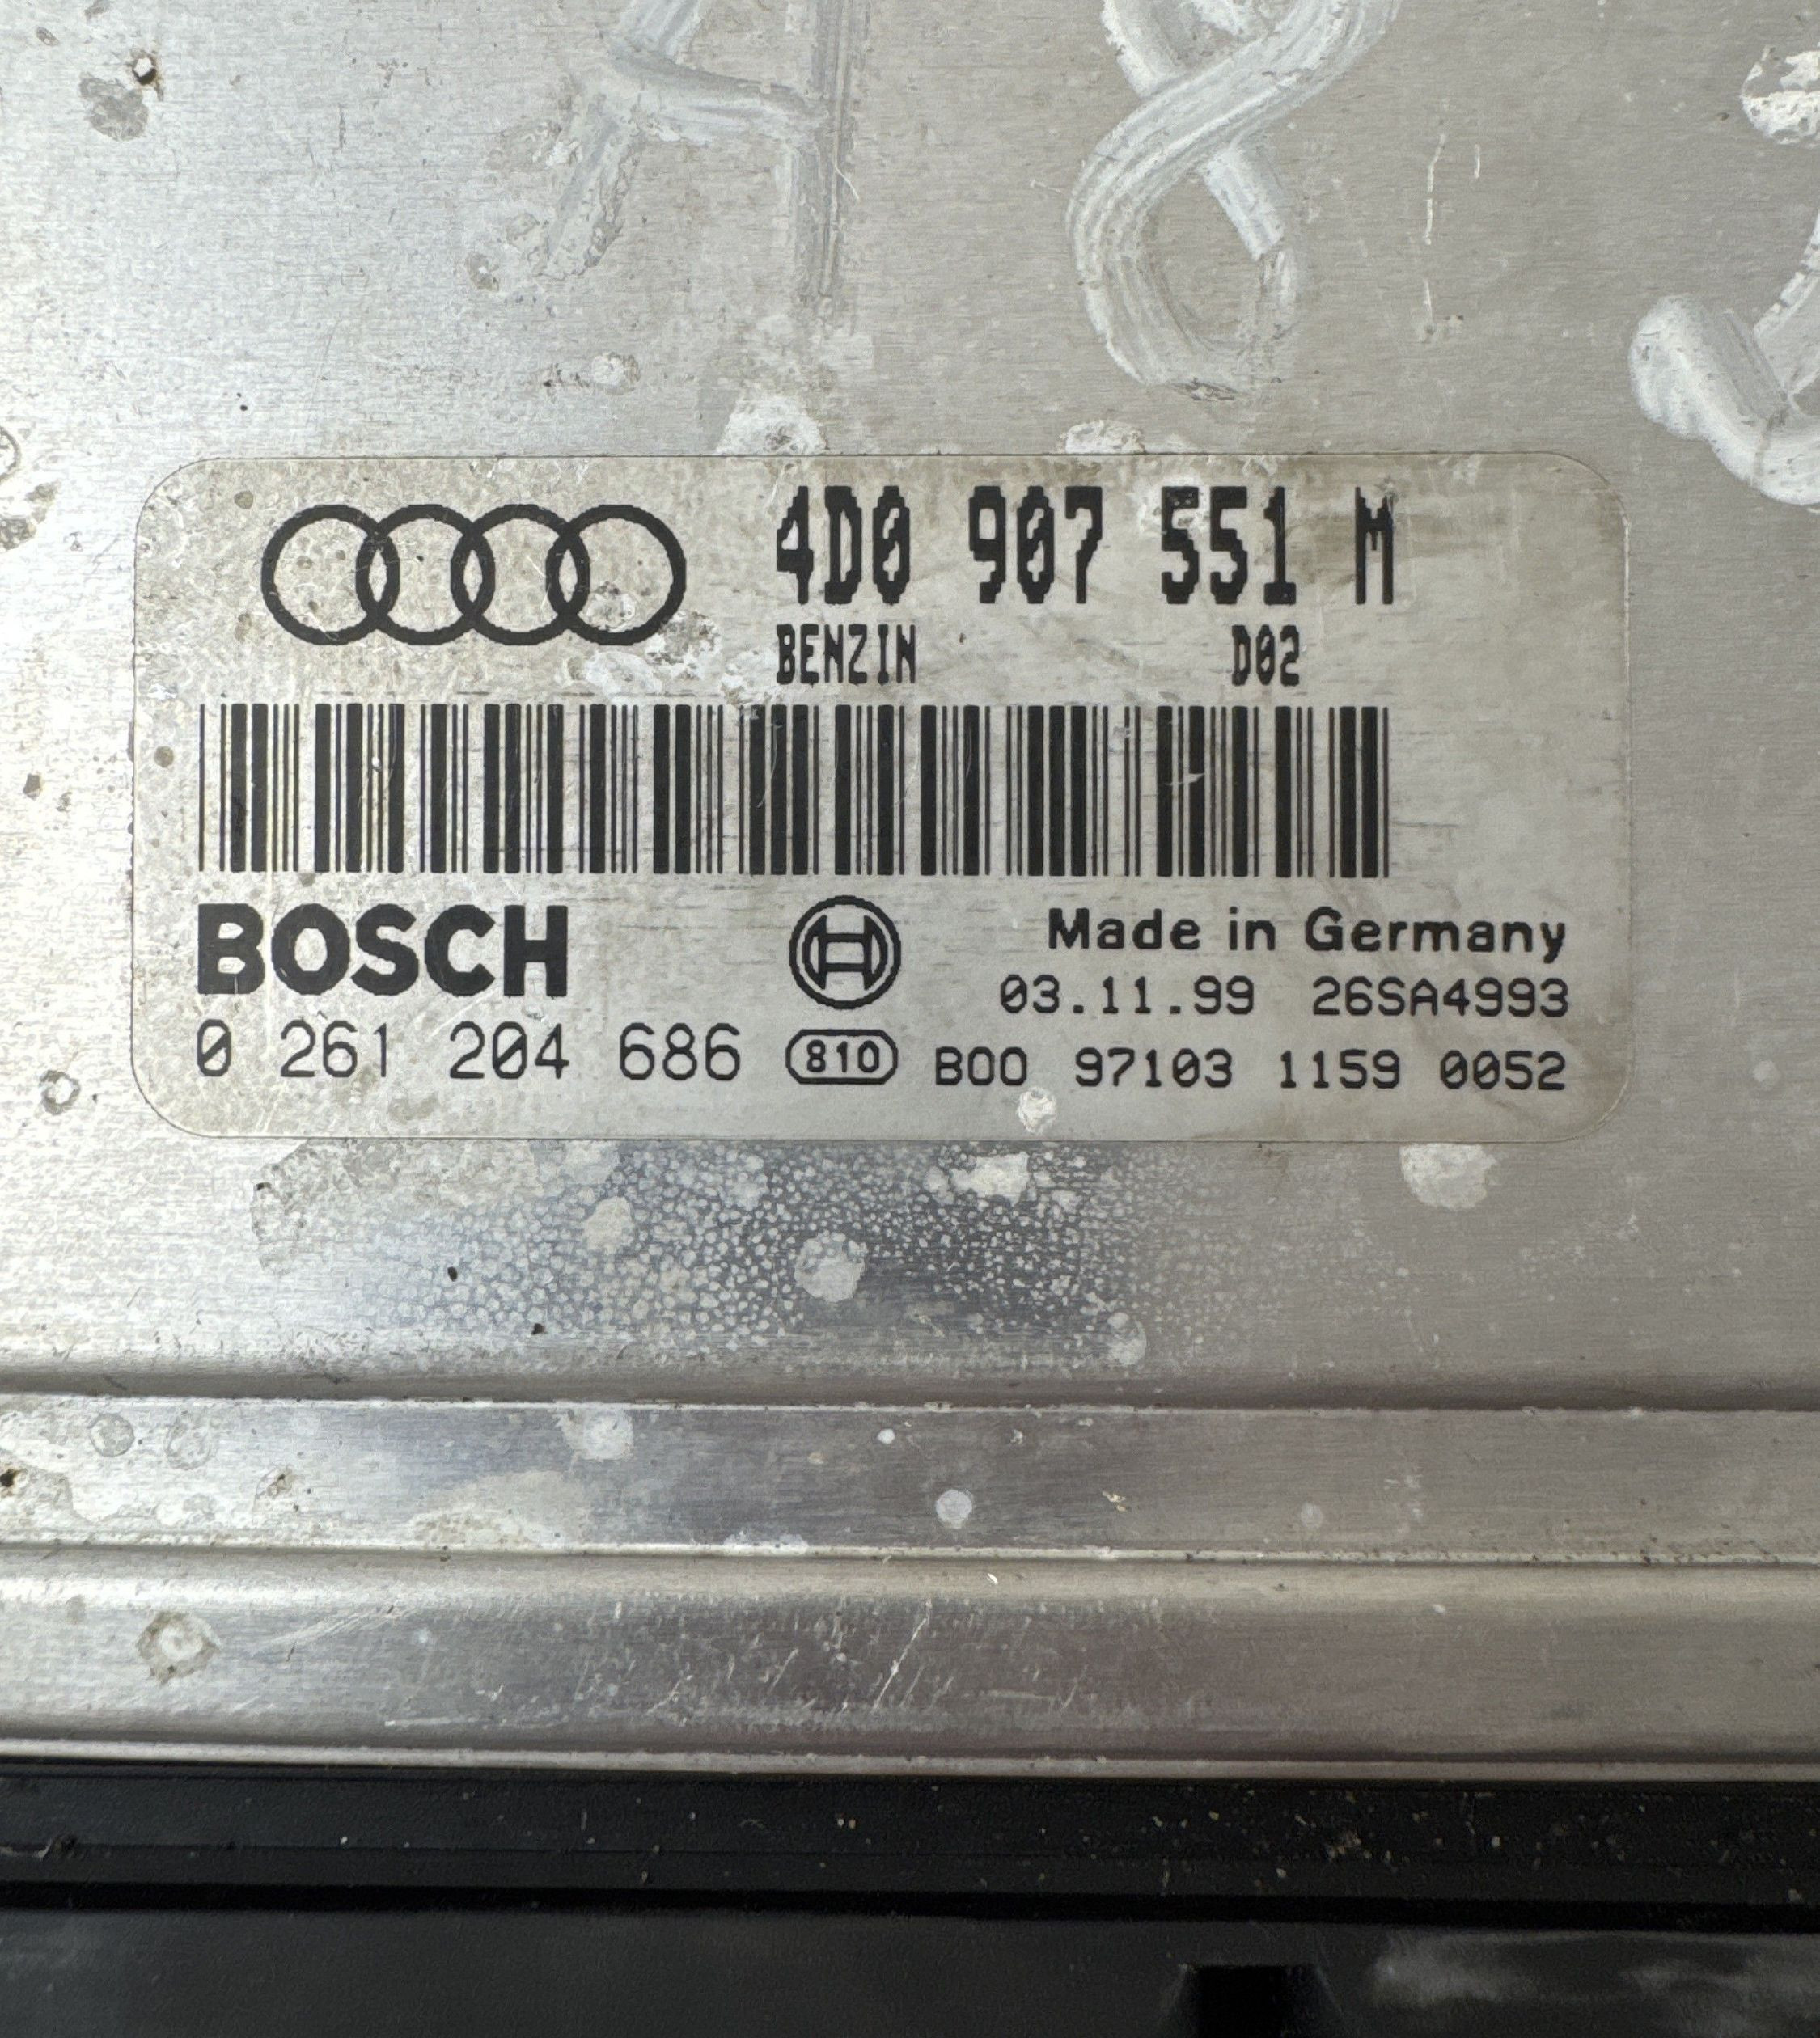 A8
4D0 907 551 M
BENZIN D02
BOSCH
Made in Germany
03.11.99 26SA4993
0 261 204 686 810 B00 97103 1159 0052